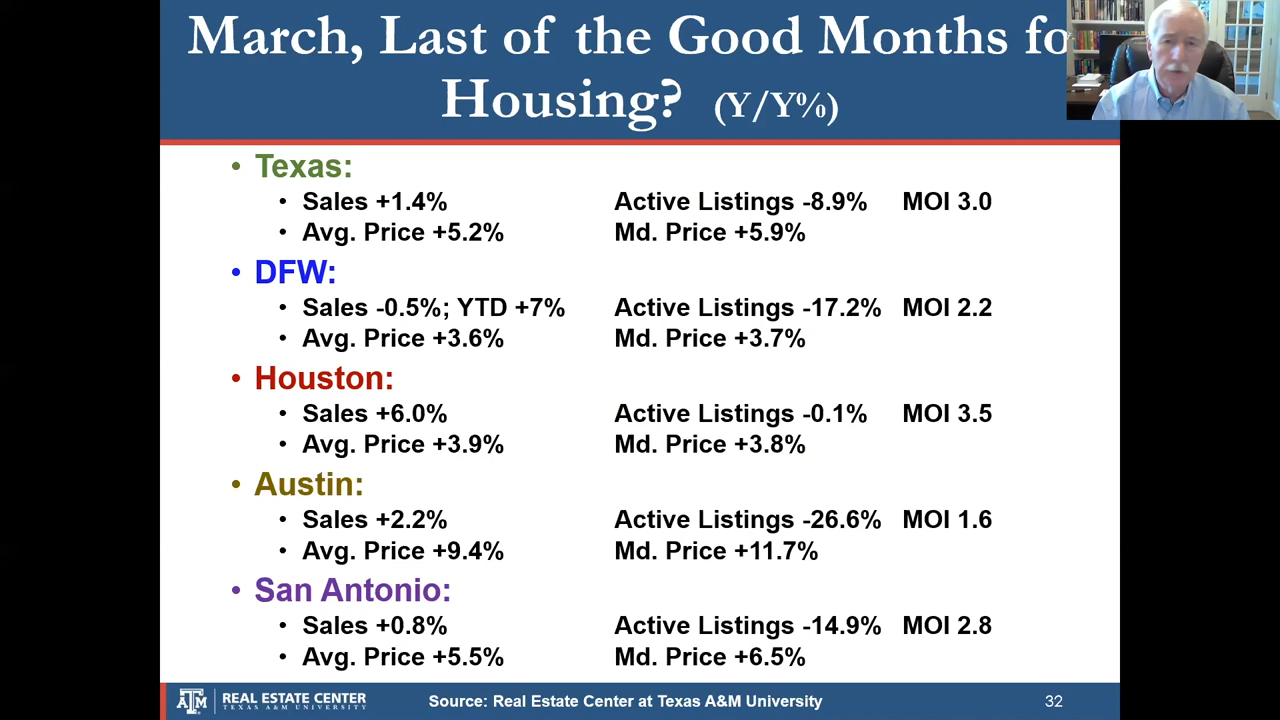 March, Last of the Good Months fo
Housing? (Y/Y%)
• Texas:
• Sales +1.4% Active Listings -8.9% MOI 3.0
• Avg. Price +5.2% Md. Price +5.9%
• DFW:
• Sales -0.5%; YTD +7% Active Listings -17.2% MOI 2.2
• Avg. Price +3.6% Md. Price +3.7%
• Houston:
• Sales +6.0% Active Listings -0.1% MOI 3.5
• Avg. Price +3.9% Md. Price +3.8%
• Austin:
• Sales +2.2% Active Listings -26.6% MOI 1.6
• Avg. Price +9.4% Md. Price +11.7%
• San Antonio:
• Sales +0.8% Active Listings -14.9% MOI 2.8
• Avg. Price +5.5% Md. Price +6.5%
ATM REAL ESTATE CENTER
TEXAS A&M UNIVERSITY
Source: Real Estate Center at Texas A&M University
32